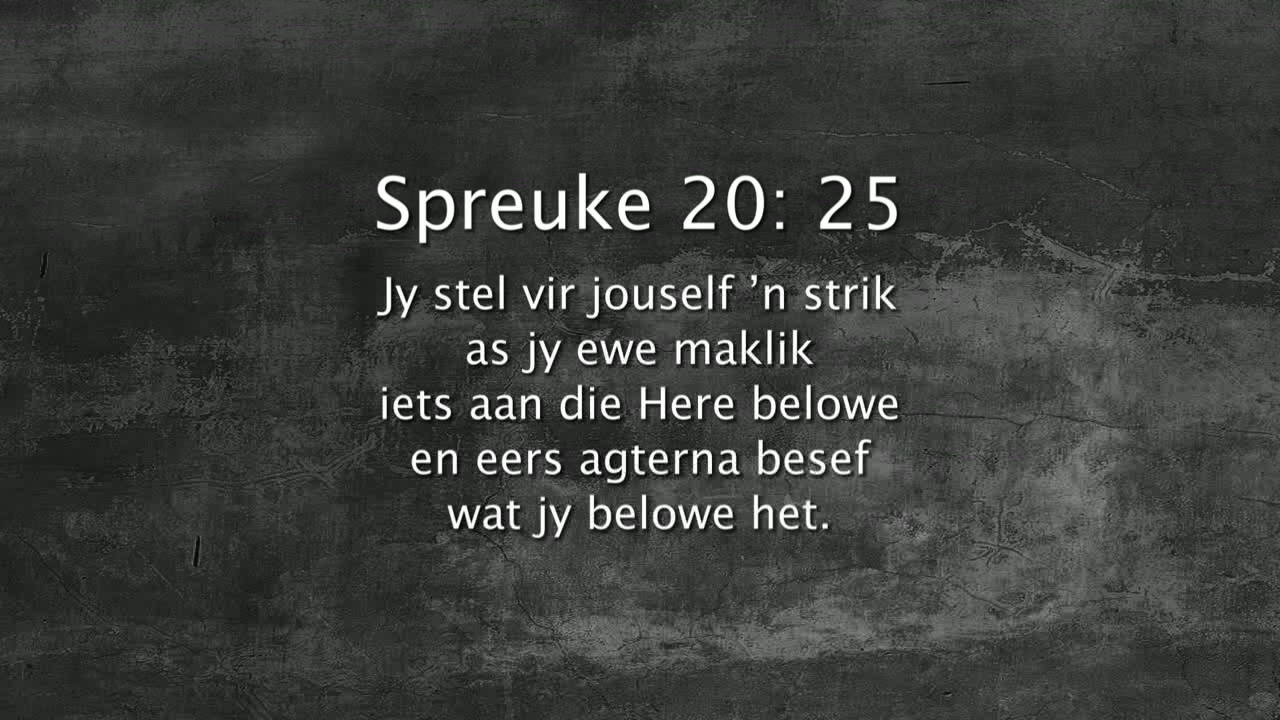 Spreuke 20: 25
Jy stel vir jouself ’n strik
as jy ewe maklik
iets aan die Here belowe
en eers agterna besef
wat jy belowe het.